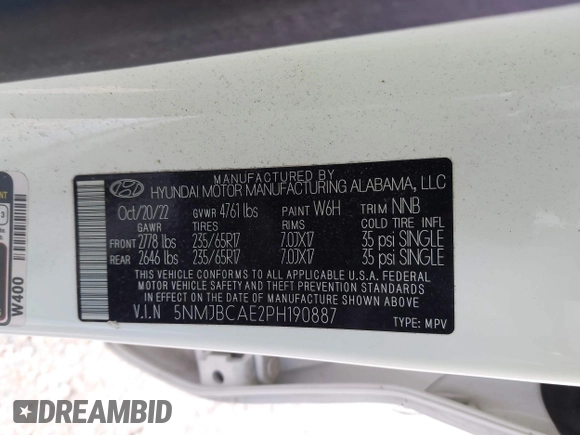 MANUFACTURED BY
HYUNDAI MOTOR MANUFACTURING ALABAMA, LLC
Oct/20/22 GVWR 4761 lbs PAINT W6H TRIM NNB
GAWR TIRES RIMS COLD TIRE INFL
FRONT 2778 lbs 235/65R17 7.0JX17 35 psi SINGLE
REAR 2646 lbs 235/65R17 7.0JX17 35 psi SINGLE
THIS VEHICLE CONFORMS TO ALL APPLICABLE U.S.A. FEDERAL
MOTOR VEHICLE SAFETY AND THEFT PREVENTION STANDARDS
IN EFFECT ON THE DATE OF MANUFACTURE SHOWN ABOVE.
V.I.N 5NMJBCAE2PH190887
TYPE: MPV
W400
DREAMBID